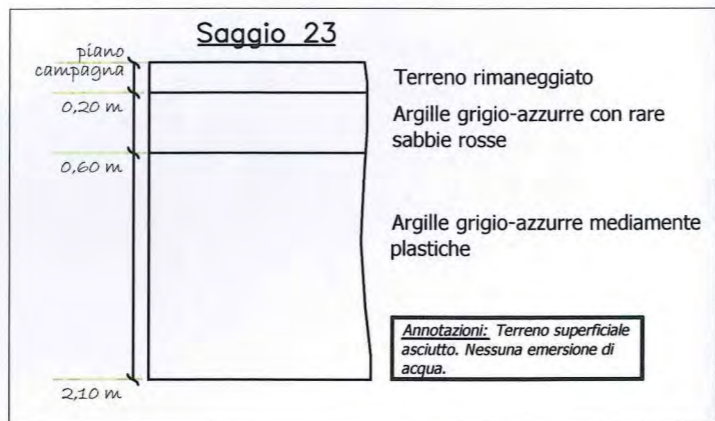 Saggio 23
piano
campagna
0,20 m
0,60 m
2,10 m
Terreno rimaneggiato
Argille grigio-azzurre con rare
sabbie rosse
Argille grigio-azzurre mediamente
plastiche
Annotazioni: Terreno superficiale
asciutto. Nessuna emersione di
acqua.